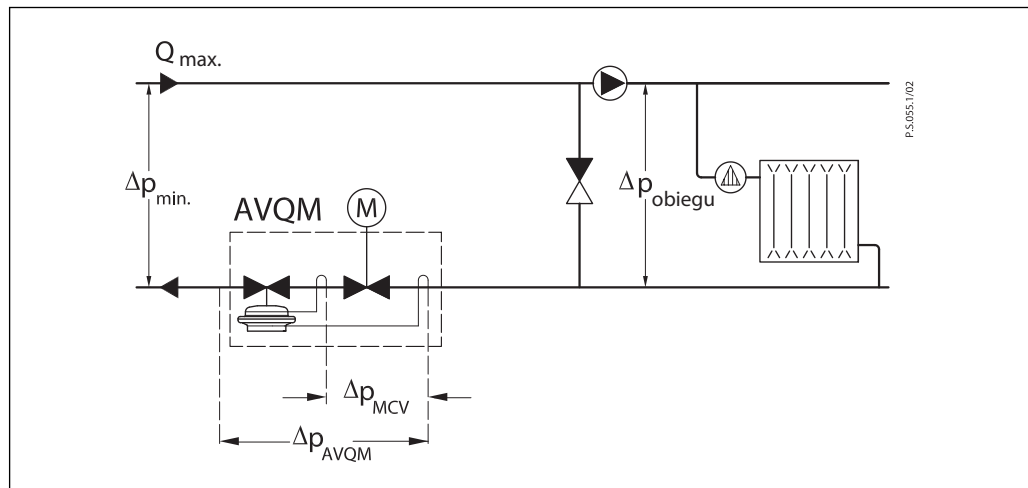 Q max.
P.S.055.1/02
Δp min.
Δp obiegu
AVQM
M
Δp MCV
Δp AVQM